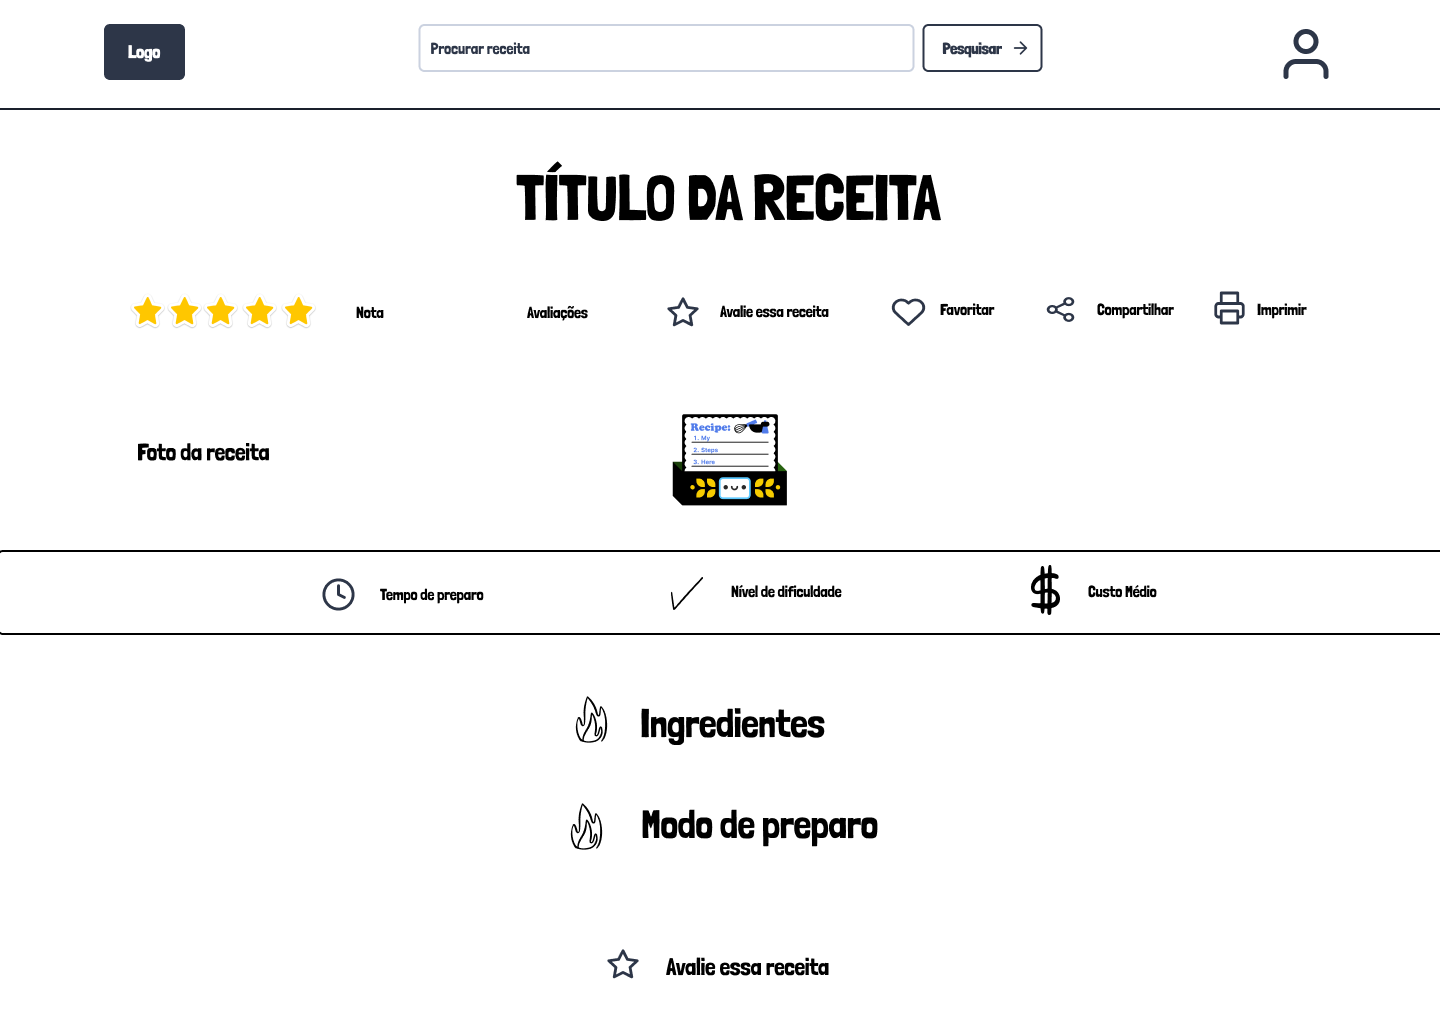 Logo
Procurar receita
Pesquisar
TÍTULO DA RECEITA
Nota
Avaliações
Avalie essa receita
Favoritar
Compartilhar
Imprimir
Foto da receita
Recipe:
1. My
2. Steps
3. Here
Tempo de preparo
Nível de dificuldade
$ Custo Médio
Ingredientes
Modo de preparo
Avalie essa receita